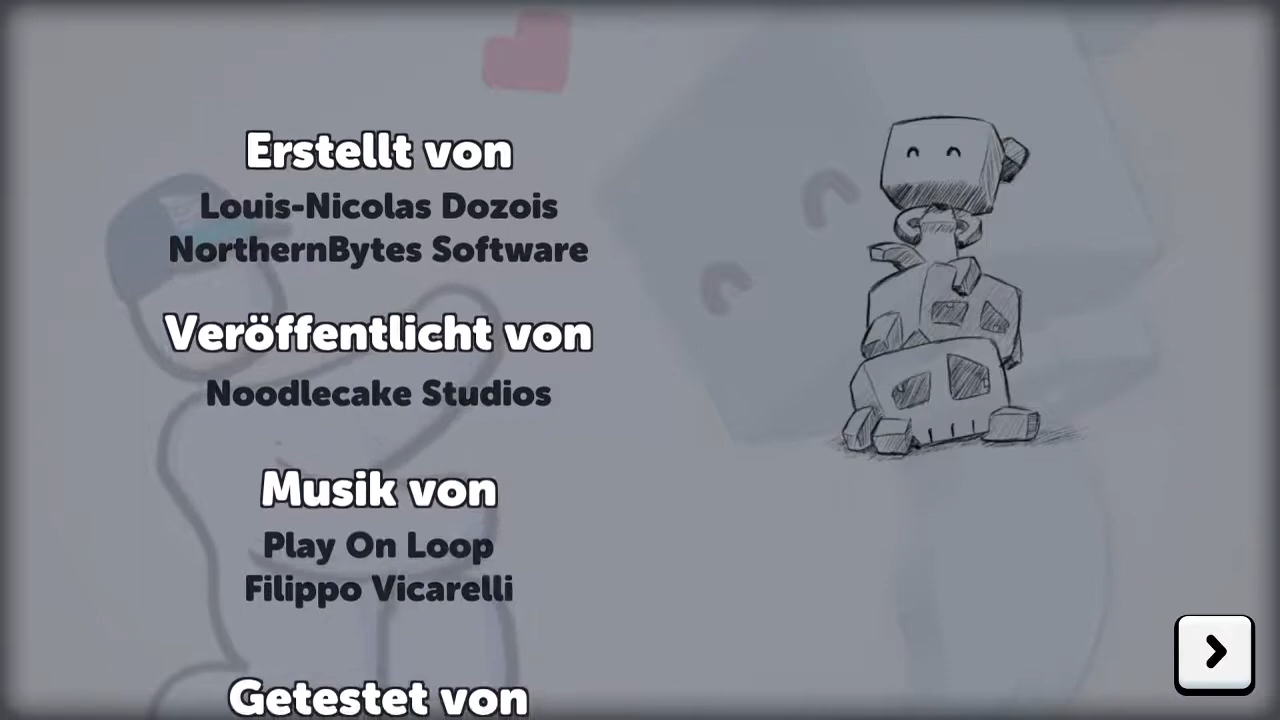 Erstellt von
Louis-Nicolas Dozois
NorthernBytes Software
Veröffentlicht von
Noodlecake Studios
Musik von
Play On Loop
Filippo Vicarelli
Getestet von